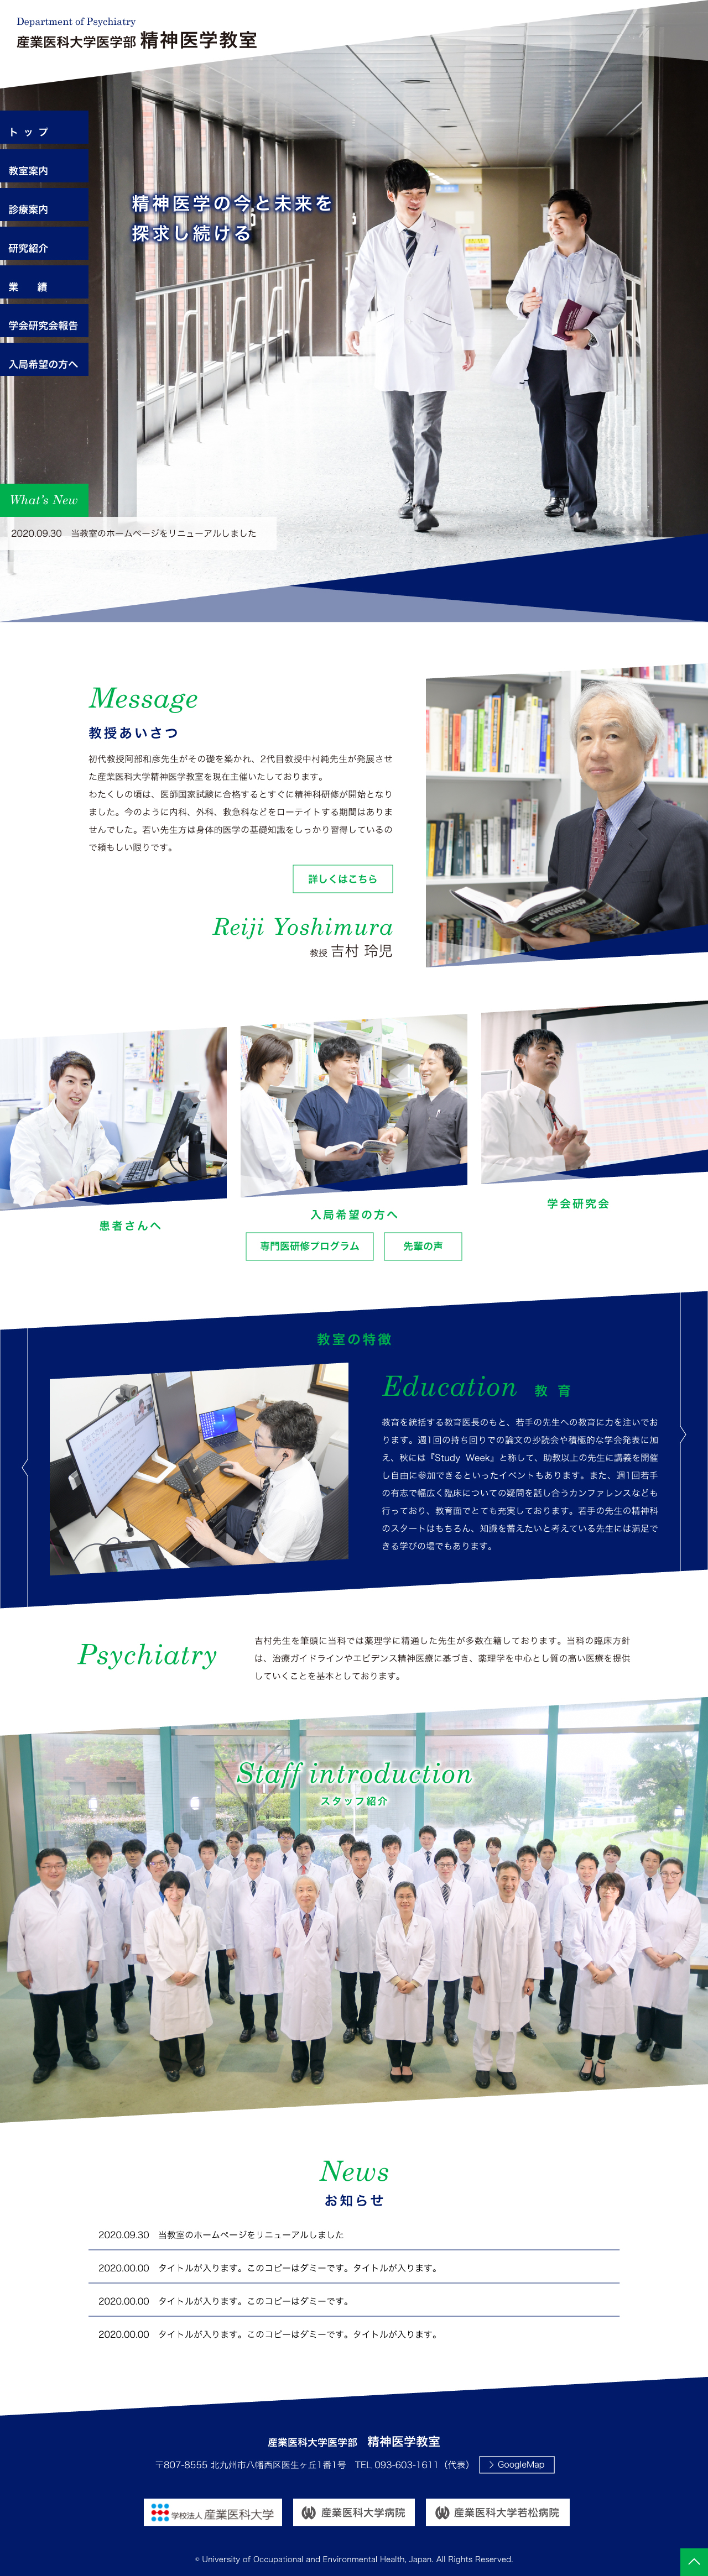 Department of Psychiatry
産業医科大学医学部 精神医学教室
トップ
教室案内
診療案内
研究紹介
業 績
学会研究会報告
入局希望の方へ
精神医学の今と未来を
探求し続ける
What's New
2020.09.30 当教室のホームページをリニューアルしました
Message
教授あいさつ
初代教授阿部和彦先生がその礎を築かれ、2代目教授中村純先生が発展させ
た産業医科大学精神医学教室を現在主催いたしております。
わたくしの頃は、医師国家試験に合格するとすぐに精神科研修が開始となり
ました。今のように内科、外科、救急科などをローテイトする期間はありま
せんでした。若い先生方は身体的医学の基礎知識をしっかり習得しているの
で頼もしい限りです。
詳しくはこちら
Reiji Yoshimura
教授 吉村 玲児
患者さんへ
入局希望の方へ
専門医研修プログラム
先輩の声
学会研究会
教室の特徴
Education 教 育
教育を統括する教育医長のもと、若手の先生への教育に力を注いでお
ります。週1回の持ち回りでの論文の抄読会や積極的な学会発表に加
え、秋には『Study Week』と称して、助教以上の先生に講義を開催
し自由に参加できるといったイベントもあります。また、週1回若手
の有志で幅広く臨床についての疑問を話し合うカンファレンスなども
行っており、教育面でとても充実しております。若手の先生の精神科
のスタートはもちろん、知識を蓄えたいと考えている先生には満足で
きる学びの場でもあります。
Psychiatry
吉村先生を筆頭に当科では薬理学に精通した先生が多数在籍しております。当科の臨床方針
は、治療ガイドラインやエビデンス精神医療に基づき、薬理学を中心とし質の高い医療を提供
していくことを基本としております。
Staff introduction
スタッフ紹介
News
お知らせ
2020.09.30 当教室のホームページをリニューアルしました
2020.00.00 タイトルが入ります。このコピーはダミーです。タイトルが入ります。
2020.00.00 タイトルが入ります。このコピーはダミーです。
2020.00.00 タイトルが入ります。このコピーはダミーです。タイトルが入ります。
産業医科大学医学部 精神医学教室
〒807-8555 北九州市八幡西区医生ヶ丘1番1号 TEL 093-603-1611（代表） > GoogleMap
学校法人 産業医科大学
産業医科大学病院
産業医科大学若松病院
© University of Occupational and Environmental Health, Japan. All Rights Reserved.